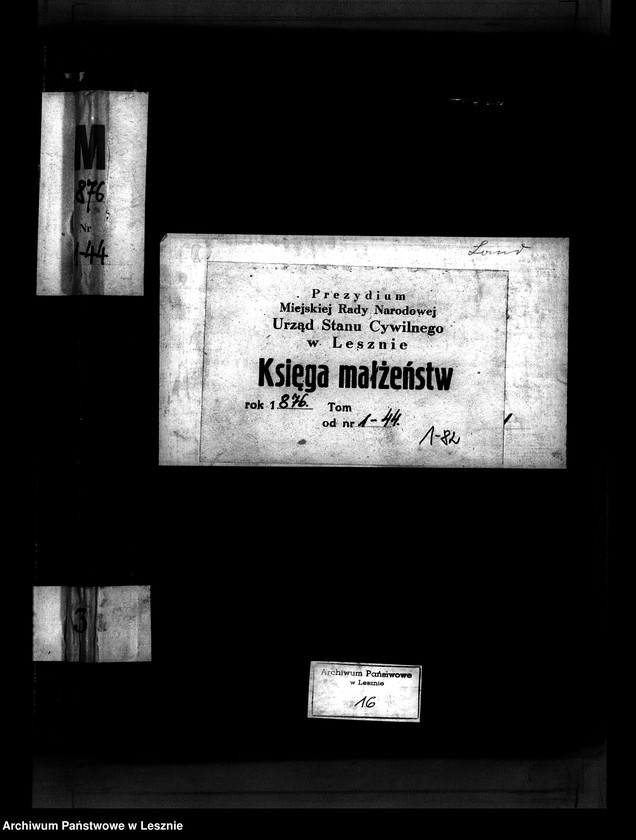 M
876
Nr
1-44
Land
Prezydium
Miejskiej Rady Narodowej
Urząd Stanu Cywilnego
w Lesznie
Księga małżeństw
rok 1876. Tom
od nr 1-44.
1-82
3
Archiwum Państwowe
w Lesznie
16
Archiwum Państwowe w Lesznie